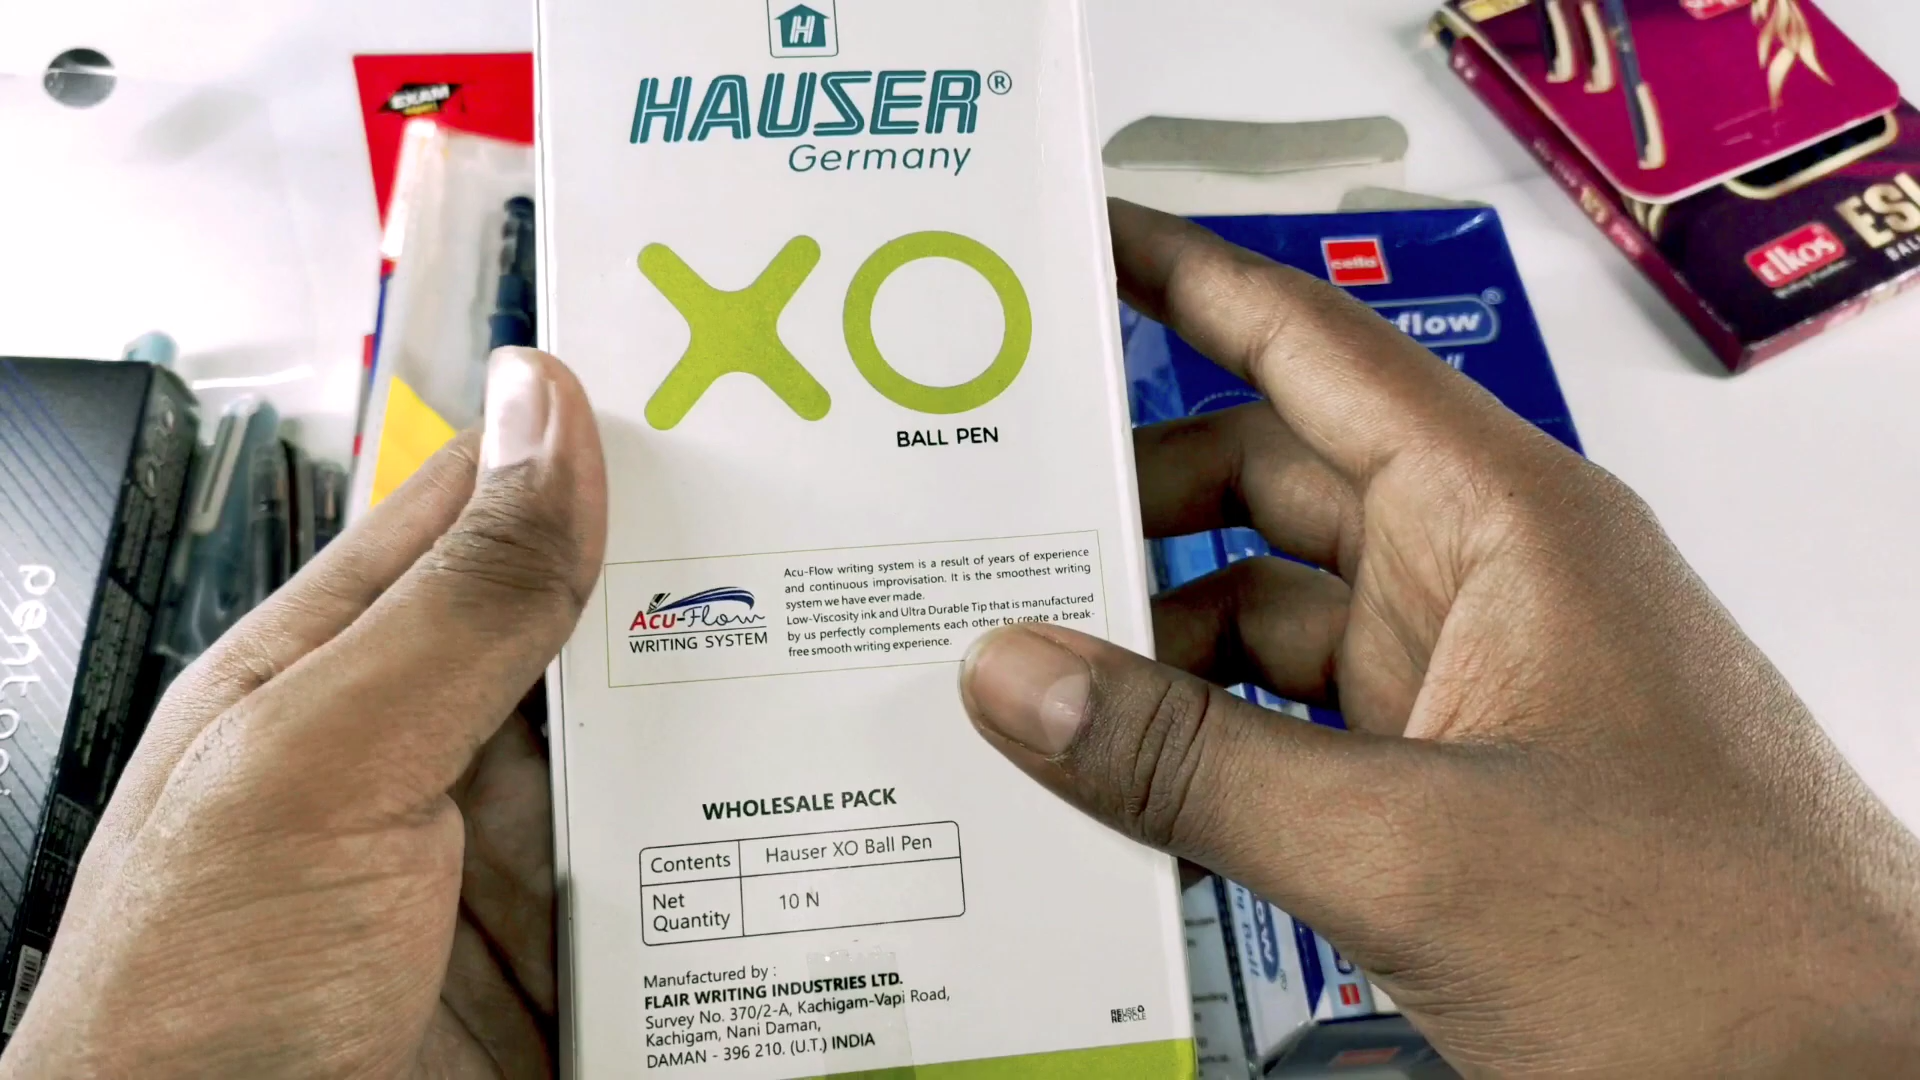 H
HAUSER®
Germany
XO
BALL PEN
Acu-Flow
WRITING SYSTEM
Acu-Flow writing system is a result of years of experience
and continuous improvisation. It is the smoothest writing
system we have ever made.
Low-Viscosity ink and Ultra Durable Tip that is manufactured
by us perfectly complements each other to create a break-
free smooth writing experience.
WHOLESALE PACK
Contents Hauser XO Ball Pen
Net Quantity 10 N
Manufactured by :
FLAIR WRITING INDUSTRIES LTD.
Survey No. 370/2-A, Kachigam-Vapi Road,
Kachigam, Nani Daman,
DAMAN - 396 210. (U.T.) INDIA
REUSE
RECYCLE
EXAM
cello
flow®
elkos